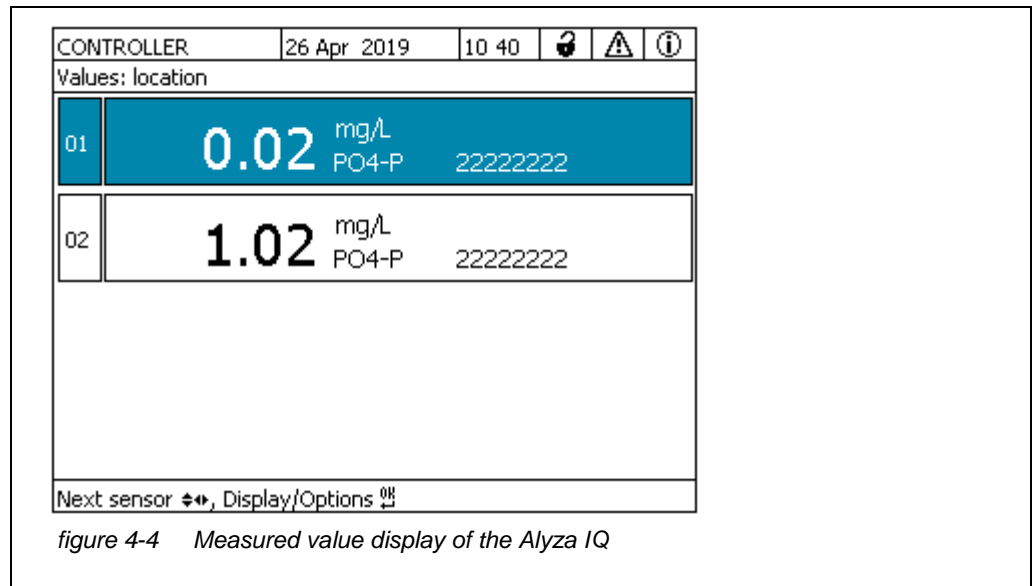 CONTROLLER 26 Apr 2019 10 40
Values: location
01 0.02 mg/L PO4-P 22222222
02 1.02 mg/L PO4-P 22222222
Next sensor, Display/Options OK
figure 4-4 Measured value display of the Alyza IQ